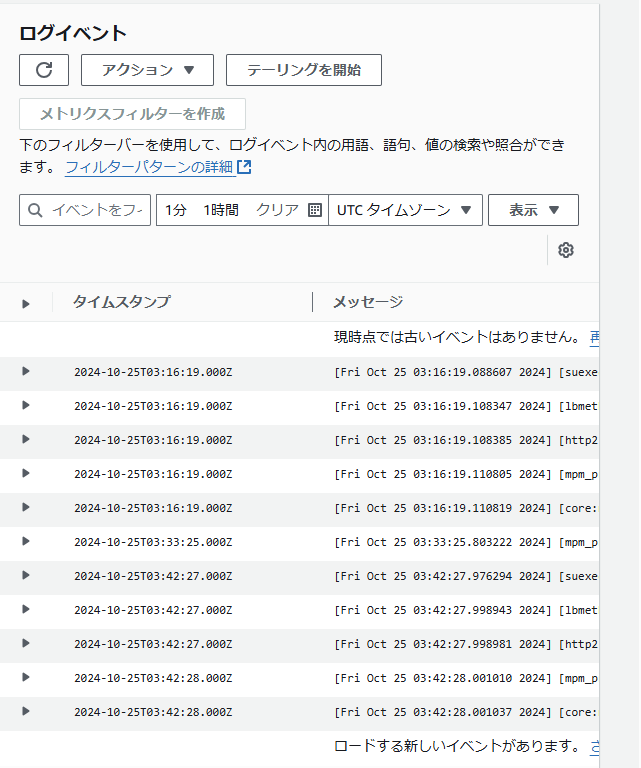 ログイベント
アクション
テーリングを開始
メトリクスフィルターを作成
下のフィルターバーを使用して、ログイベント内の用語、語句、値の検索や照合ができ
ます。 フィルターパターンの詳細
イベントをフィ 1分 1時間 クリア UTC タイムゾーン 表示
タイムスタンプ メッセージ
現時点では古いイベントはありません。 再
2024-10-25T03:16:19.000Z [Fri Oct 25 03:16:19.088607 2024] [suexe
2024-10-25T03:16:19.000Z [Fri Oct 25 03:16:19.108347 2024] [lbmet
2024-10-25T03:16:19.000Z [Fri Oct 25 03:16:19.108385 2024] [http2
2024-10-25T03:16:19.000Z [Fri Oct 25 03:16:19.110805 2024] [mpm_p
2024-10-25T03:16:19.000Z [Fri Oct 25 03:16:19.110819 2024] [core:
2024-10-25T03:33:25.000Z [Fri Oct 25 03:33:25.803222 2024] [mpm_p
2024-10-25T03:42:27.000Z [Fri Oct 25 03:42:27.976294 2024] [suexe
2024-10-25T03:42:27.000Z [Fri Oct 25 03:42:27.998943 2024] [lbmet
2024-10-25T03:42:27.000Z [Fri Oct 25 03:42:27.998981 2024] [http2
2024-10-25T03:42:28.000Z [Fri Oct 25 03:42:28.001010 2024] [mpm_p
2024-10-25T03:42:28.000Z [Fri Oct 25 03:42:28.001037 2024] [core:
ロードする新しいイベントがあります。 さ